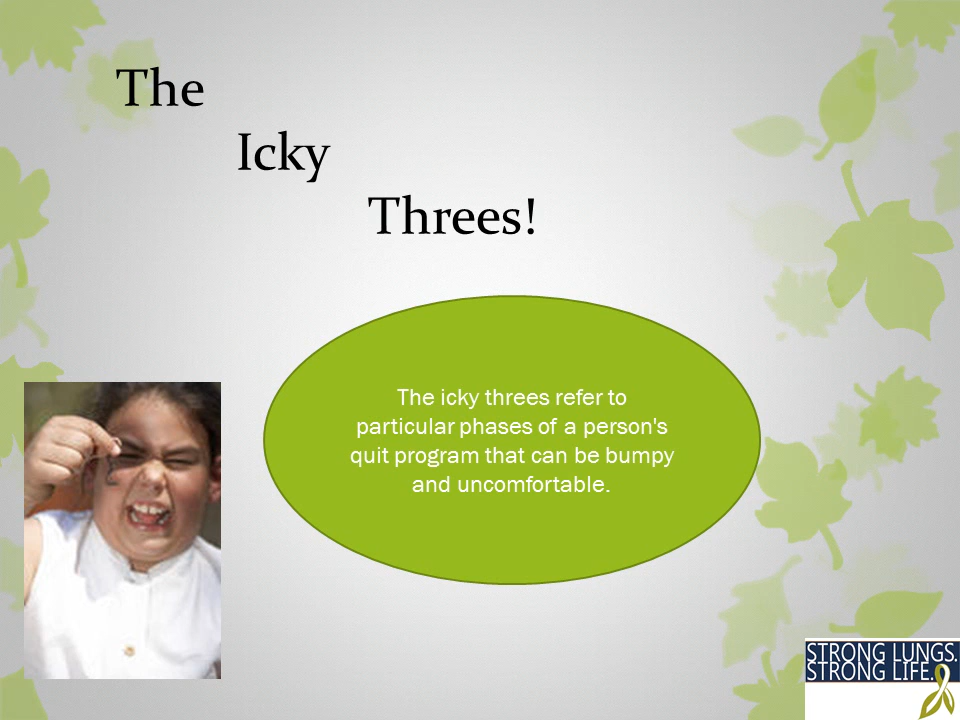 The
Icky
Threes!
The icky threes refer to
particular phases of a person's
quit program that can be bumpy
and uncomfortable.
STRONG LUNGS.
STRONG LIFE.